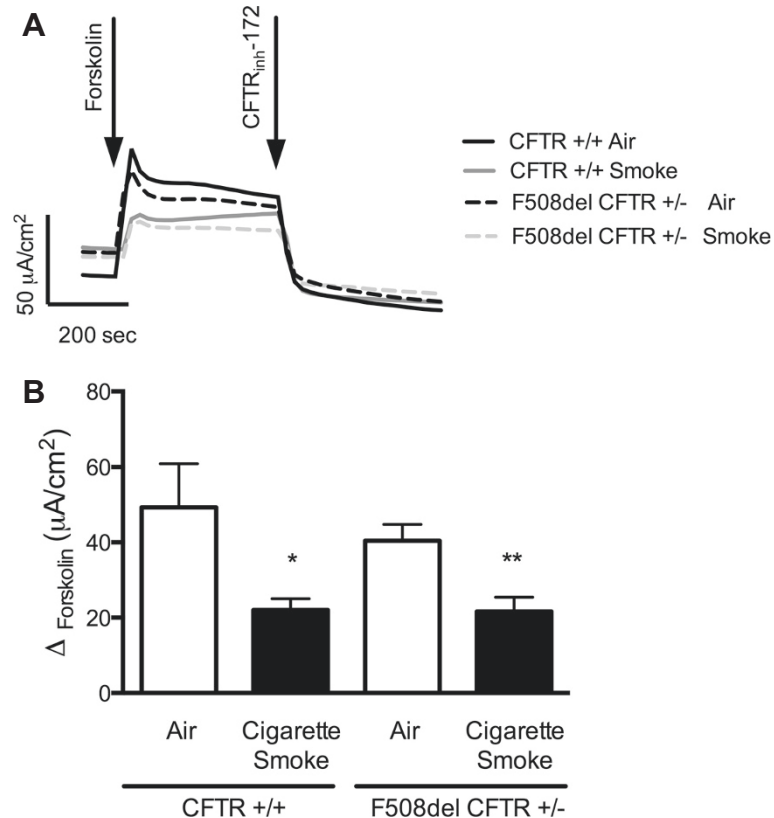 A
Forskolin
CFTRinh-172
CFTR +/+ Air
CFTR +/+ Smoke
F508del CFTR +/- Air
F508del CFTR +/- Smoke
50 µA/cm2
200 sec
B
Δ Forskolin (µA/cm2)
80
60
40
20
0
*
**
Air
Cigarette
Smoke
Air
Cigarette
Smoke
CFTR +/+
F508del CFTR +/-